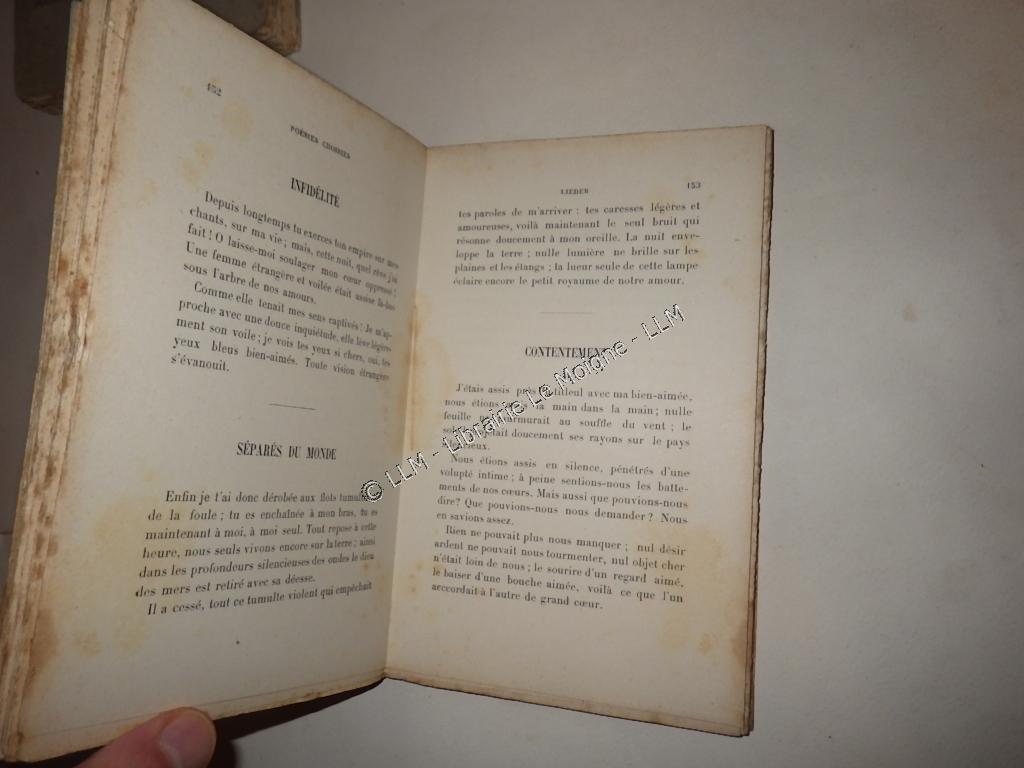 152
POÉSIES CHOISIES
INFIDÉLITÉ
Depuis longtemps tu exerces ton empire sur mes
chants, sur ma vie ; mais, cette nuit, quel rêve j'ai
fait ! O laisse-moi soulager mon cœur oppressé :
Une femme étrangère et voilée était assise là-bas
sous l'arbre de nos amours.
Comme elle tenait mes sens captivés ! Je m'ap-
proche avec une douce inquiétude, elle lève légère-
ment son voile ; je vois tes yeux si chers, oui, tes
yeux bleus bien-aimés. Toute vision étrangère
s'évanouit.
SÉPARÉS DU MONDE
Enfin je t'ai donc dérobée aux flots
de la foule ; tu es enchaînée à mon bras, tu es
maintenant à moi, à moi seul. Tout repose à cette
heure, nous seuls vivons encore sur la terre ; ainsi
dans les profondeurs silencieuses des ondes le dieu
des mers est retiré avec sa déesse.
Il a cessé, tout ce tumulte violent qui empêchait
LIEDER
153
tes paroles de m'arriver : tes caresses légères et
amoureuses, voilà maintenant le seul bruit qui
résonne doucement à mon oreille. La nuit enve-
loppe la terre ; nulle lumière ne brille sur les
plaines et les étangs ; la lueur seule de cette lampe
éclaire encore le petit royaume de notre amour.
CONTENTEMENT
J'étais assis près du tilleul avec ma bien-aimée,
nous étions la main dans la main ; nulle
feuille ne murmurait au souffle du vent ; le
soleil doucement ses rayons sur le pays
Nous étions assis en silence, pénétrés d'une
volupté intime ; à peine sentions-nous les batte-
ments de nos cœurs. Mais aussi que pouvions-nous
dire ? Que pouvions-nous nous demander ? Nous
en savions assez.
Rien ne pouvait plus nous manquer ; nul désir
ardent ne pouvait nous tourmenter, nul objet cher
n'était loin de nous ; le sourire d'un regard aimé,
le baiser d'une bouche aimée, voilà ce que l'un
accordait à l'autre de grand cœur.
© LLM - Librairie Le Moigne - LLM